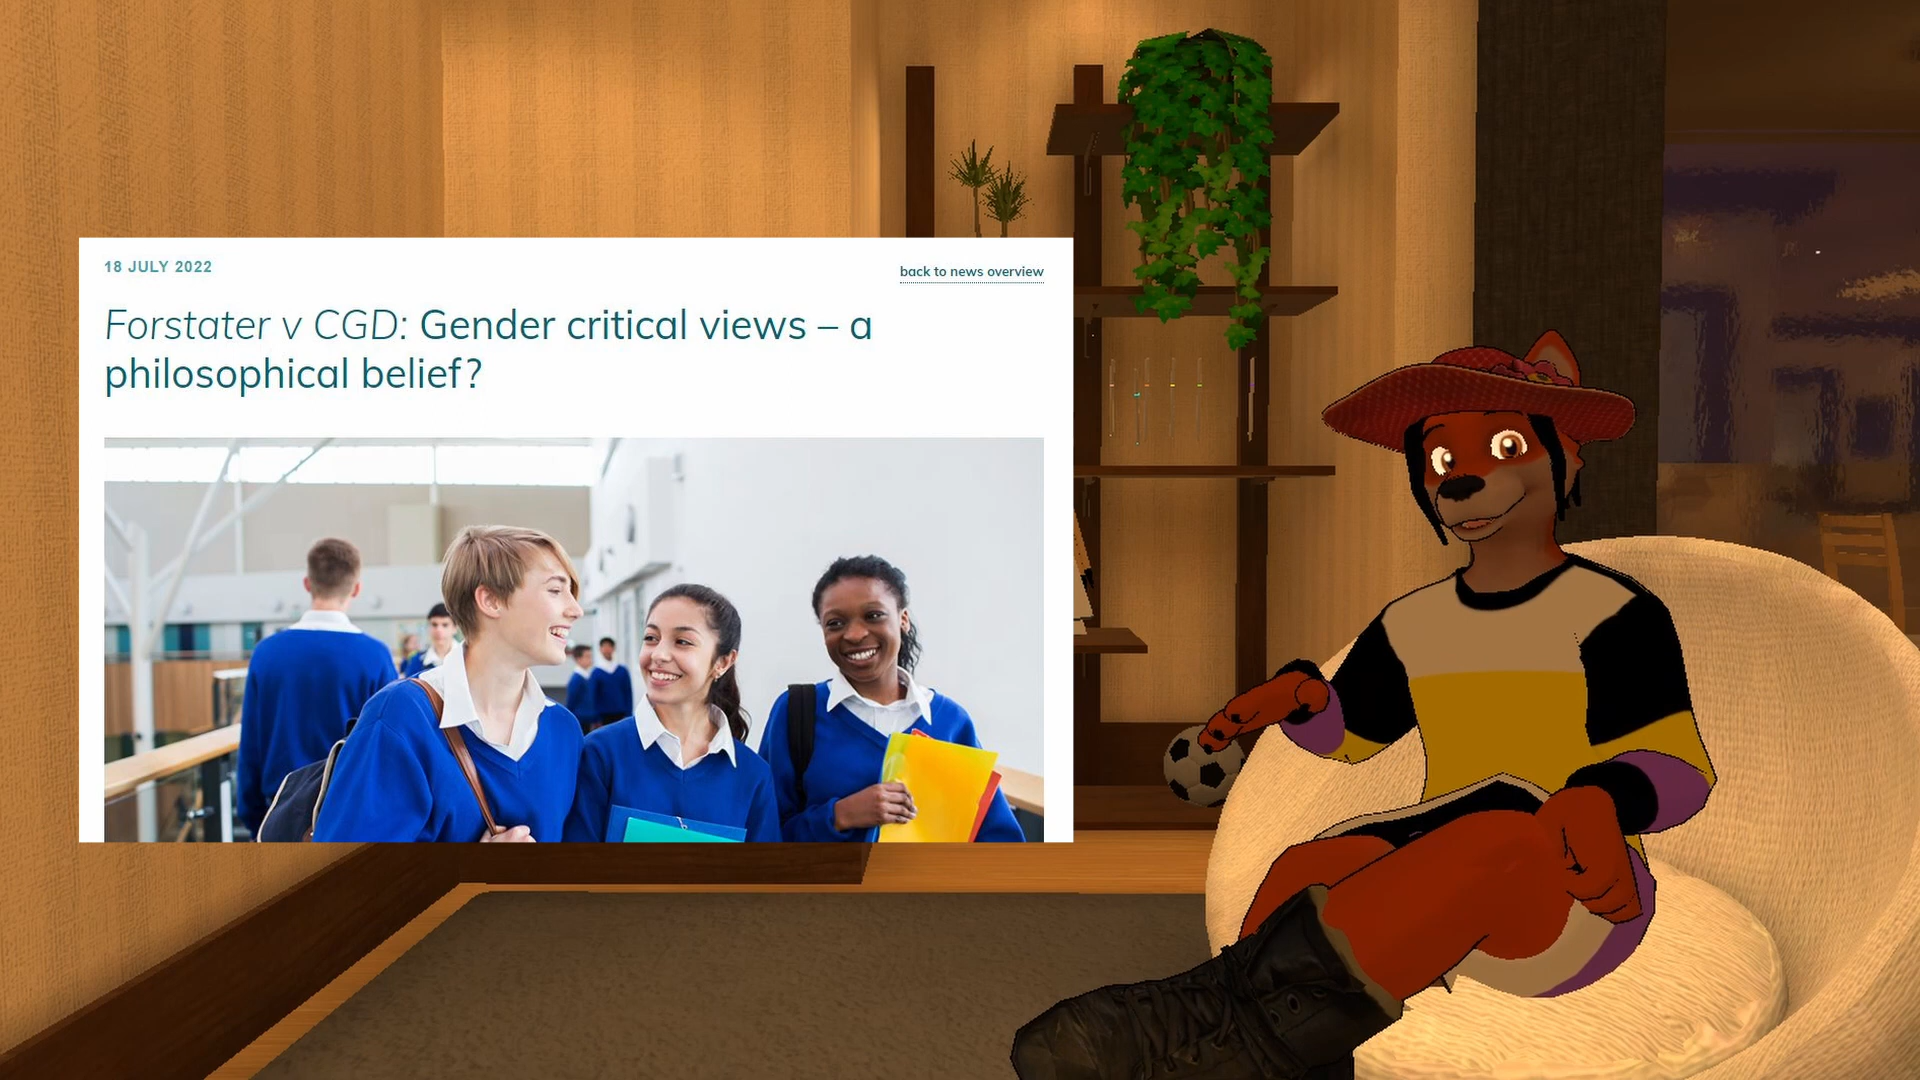 18 JULY 2022
back to news overview
Forstater v CGD: Gender critical views – a
philosophical belief?